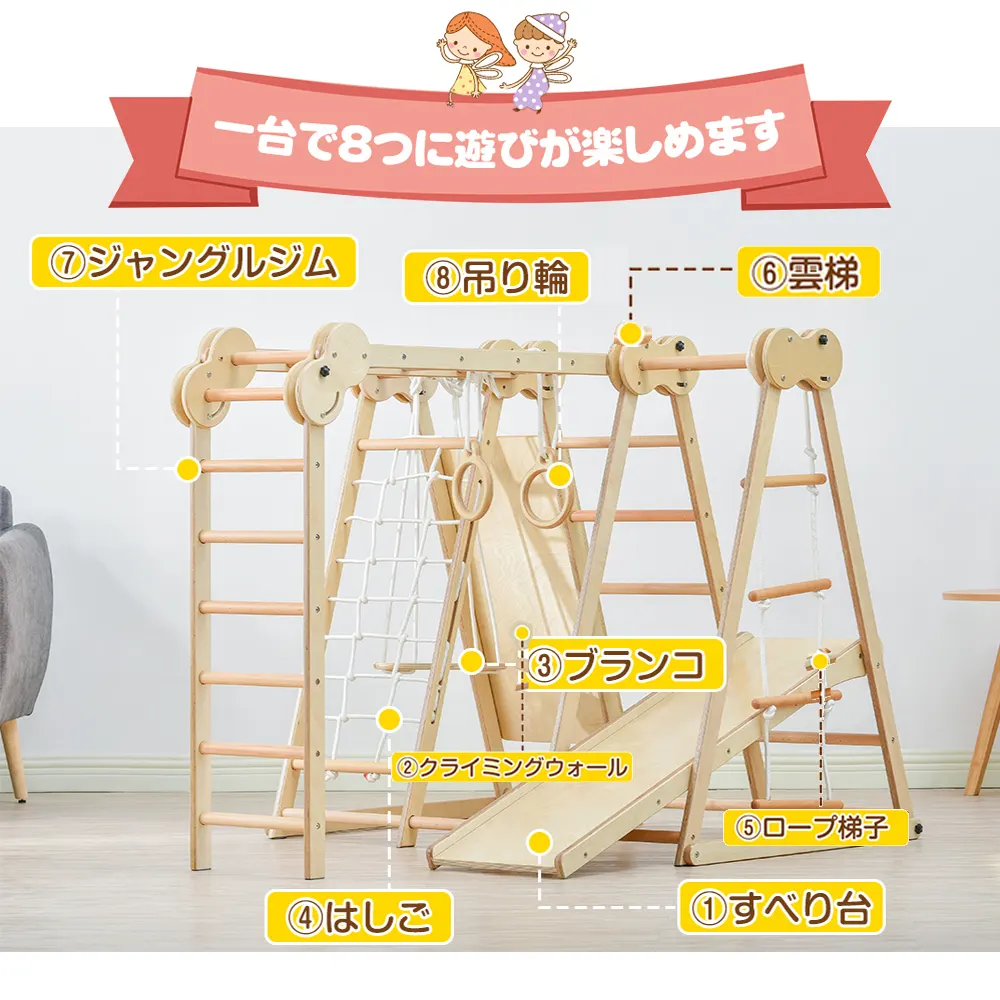 一台で8つに遊びが楽しめます
⑦ジャングルジム
⑧吊り輪
⑥雲梯
③ブランコ
②クライミングウォール
⑤ロープ梯子
④はしご
①すべり台